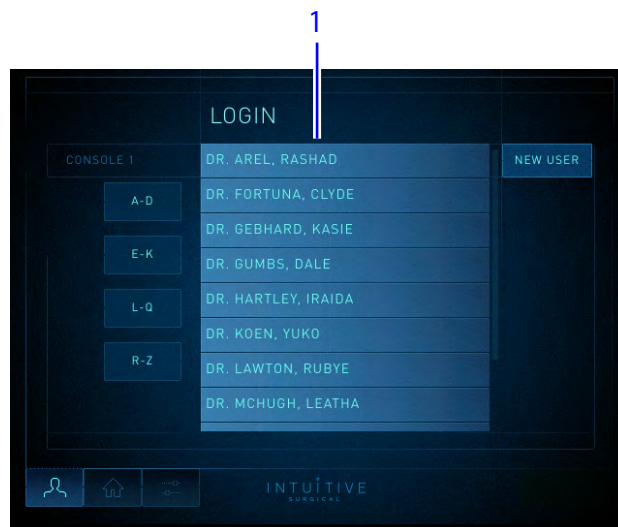 1
LOGIN
CONSOLE 1
DR. AREL, RASHAD
NEW USER
A-D
DR. FORTUNA, CLYDE
DR. GEBHARD, KASIE
E-K
DR. GUMBS, DALE
L-Q
DR. HARTLEY, IRAIDA
DR. KOEN, YUKO
R-Z
DR. LAWTON, RUBYE
DR. MCHUGH, LEATHA
INTUITIVE
SURGICAL